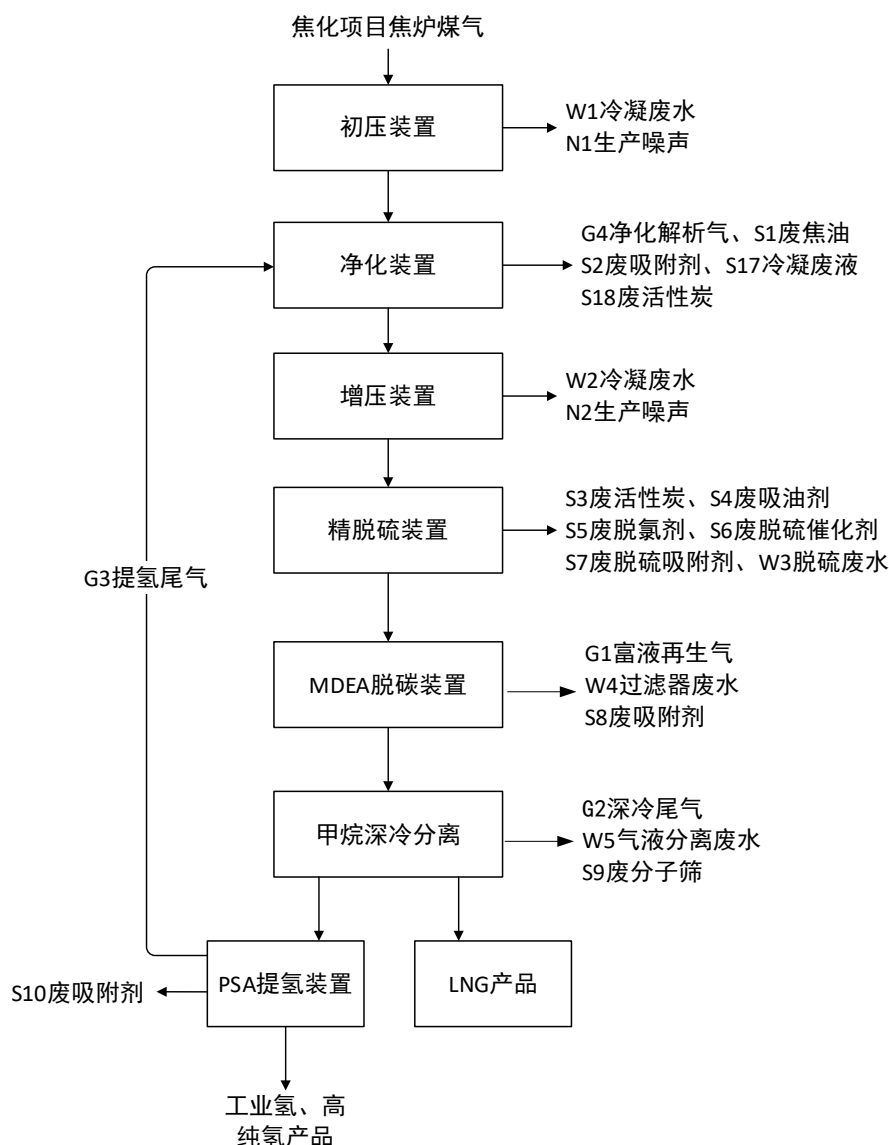 焦化项目焦炉煤气
初压装置
W1冷凝废水
N1生产噪声
净化装置
G4净化解析气、S1废焦油
S2废吸附剂、S17冷凝废液
S18废活性炭
增压装置
W2冷凝废水
N2生产噪声
精脱硫装置
S3废活性炭、S4废吸油剂
S5废脱氯剂、S6废脱硫催化剂
S7废脱硫吸附剂、W3脱硫废水
G3提氢尾气
MDEA脱碳装置
G1富液再生气
W4过滤器废水
S8废吸附剂
甲烷深冷分离
G2深冷尾气
W5气液分离废水
S9废分子筛
PSA提氢装置
LNG产品
S10废吸附剂
工业氢、高
纯氢产品